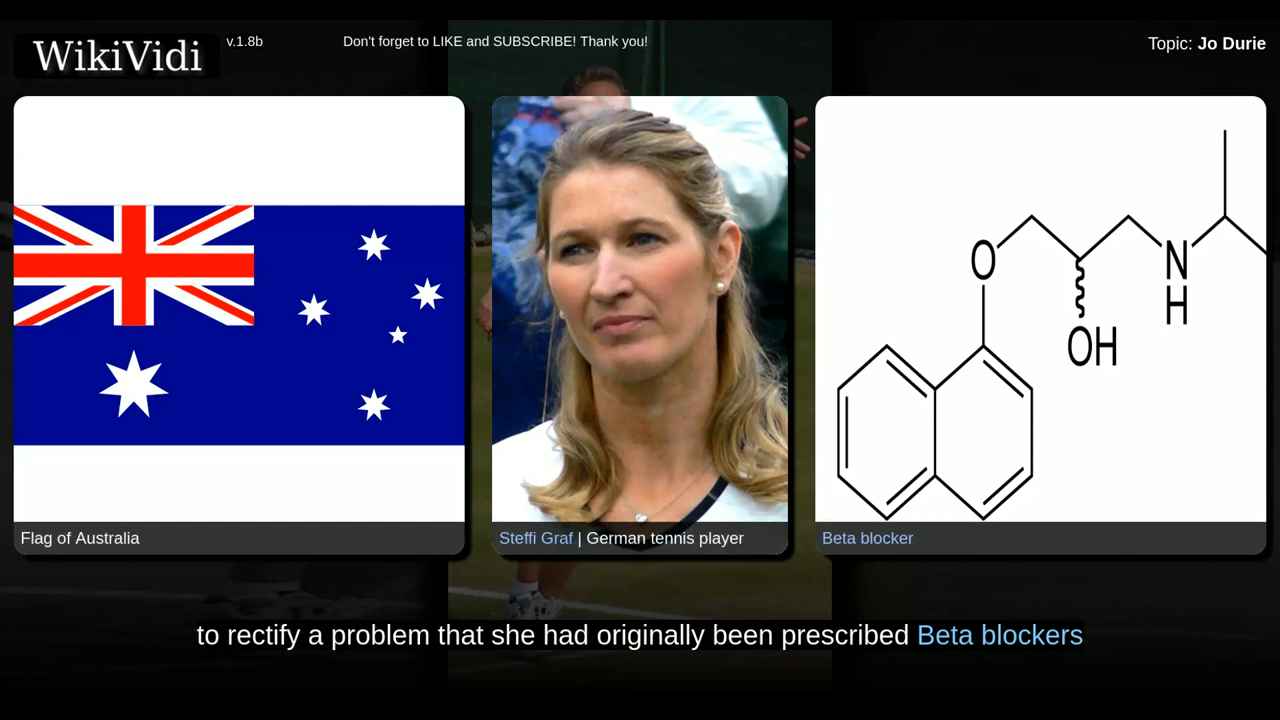 WikiVidi
v.1.8b
Don't forget to LIKE and SUBSCRIBE! Thank you!
Topic: Jo Durie
O
N
H
OH
Flag of Australia
Steffi Graf | German tennis player
Beta blocker
to rectify a problem that she had originally been prescribed Beta blockers